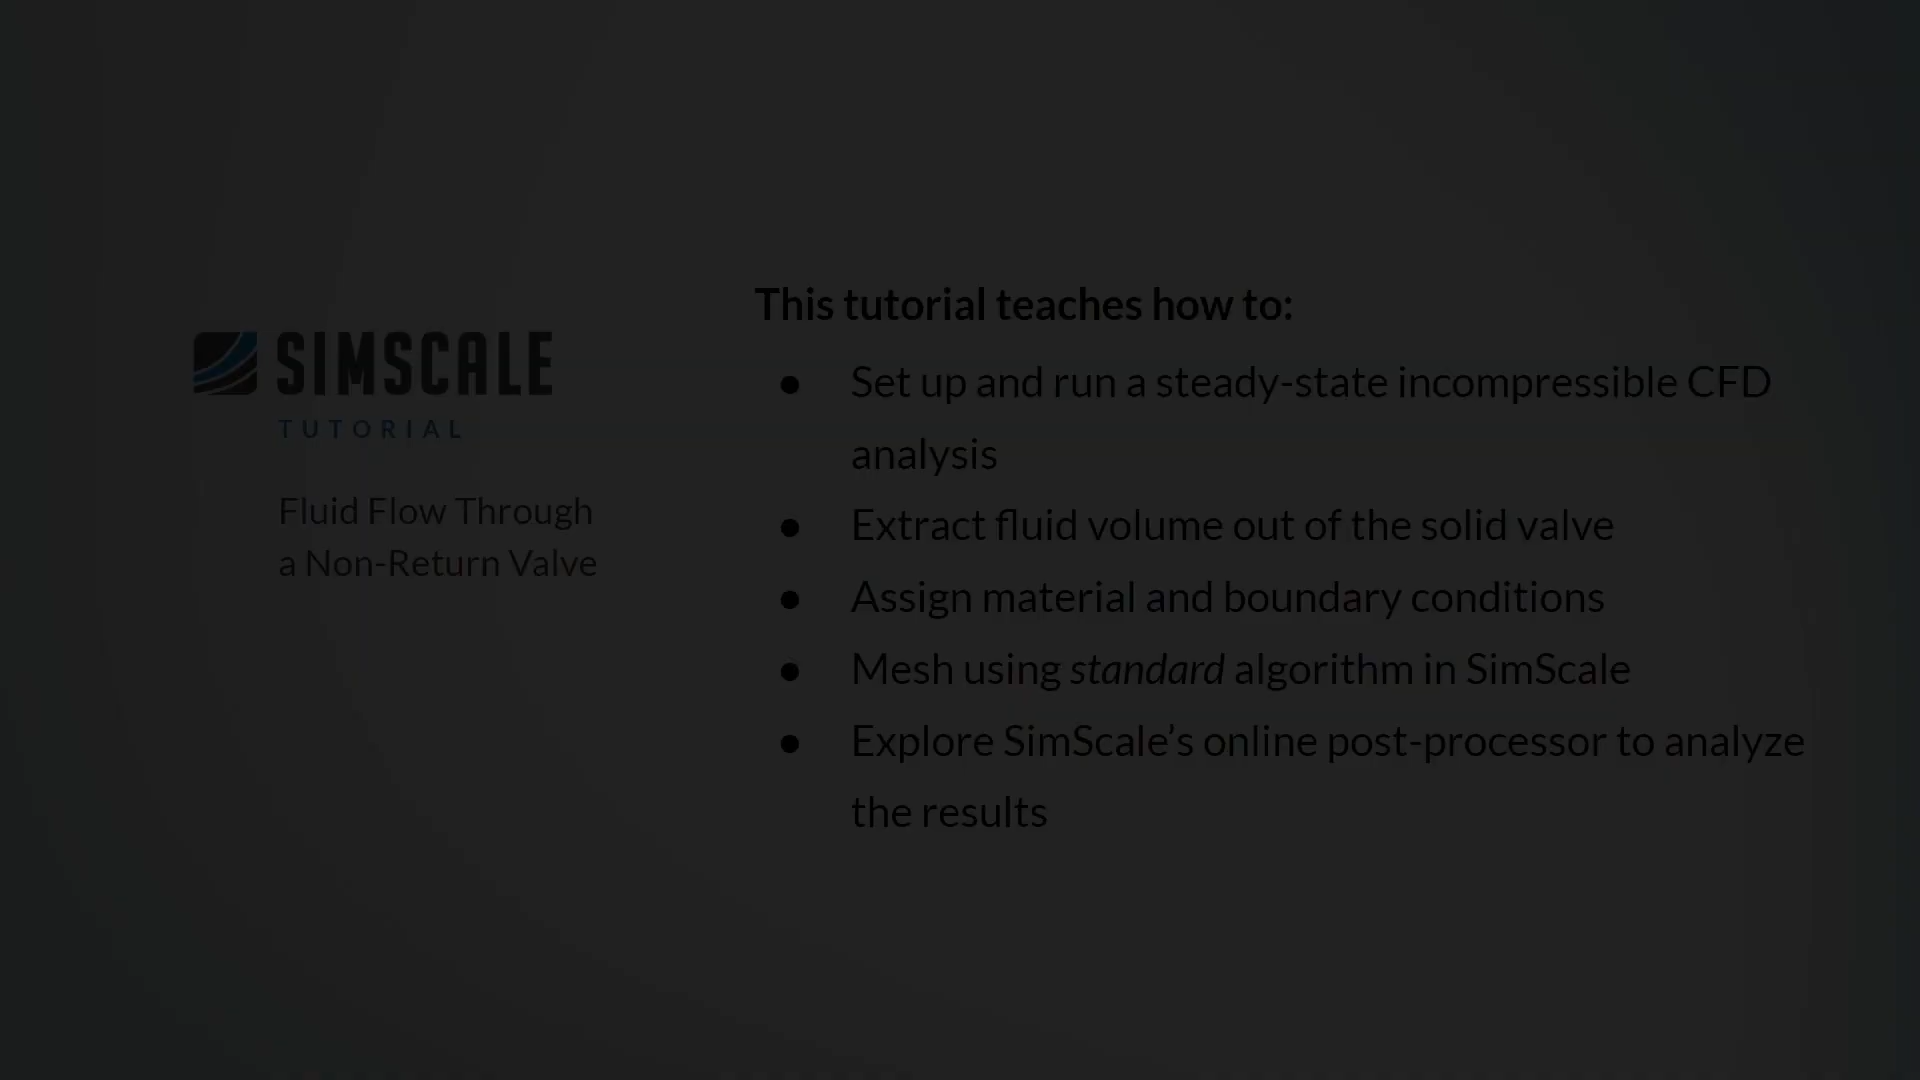 SIMSCALE
TUTORIAL
Fluid Flow Through
a Non-Return Valve
This tutorial teaches how to:
● Set up and run a steady-state incompressible CFD
analysis
● Extract fluid volume out of the solid valve
● Assign material and boundary conditions
● Mesh using standard algorithm in SimScale
● Explore SimScale’s online post-processor to analyze
the results